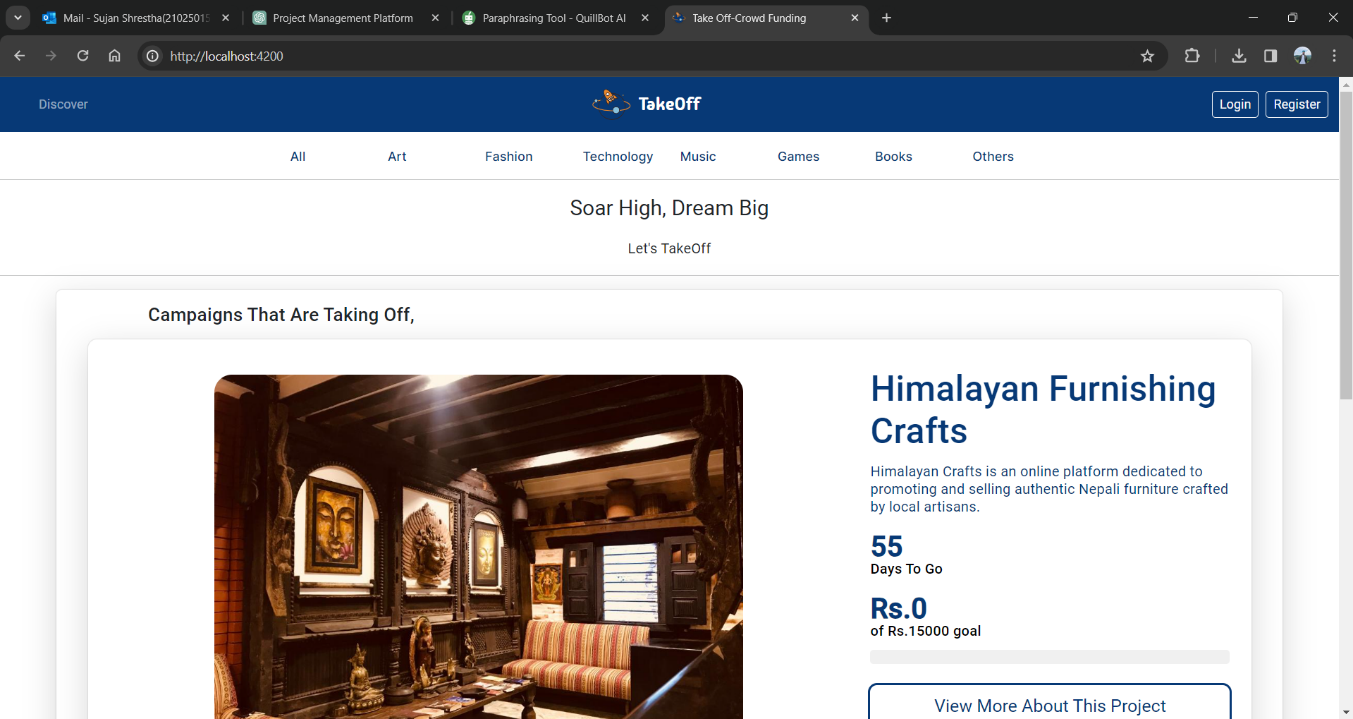 Mail - Sujan Shrestha(21025015
Project Management Platform
Paraphrasing Tool - QuillBot AI
Take Off-Crowd Funding
http://localhost:4200
Discover
TakeOff
Login
Register
All
Art
Fashion
Technology
Music
Games
Books
Others
Soar High, Dream Big
Let's TakeOff
Campaigns That Are Taking Off,
Himalayan Furnishing
Crafts
Himalayan Crafts is an online platform dedicated to
promoting and selling authentic Nepali furniture crafted
by local artisans.
55
Days To Go
Rs.0
of Rs.15000 goal
View More About This Project